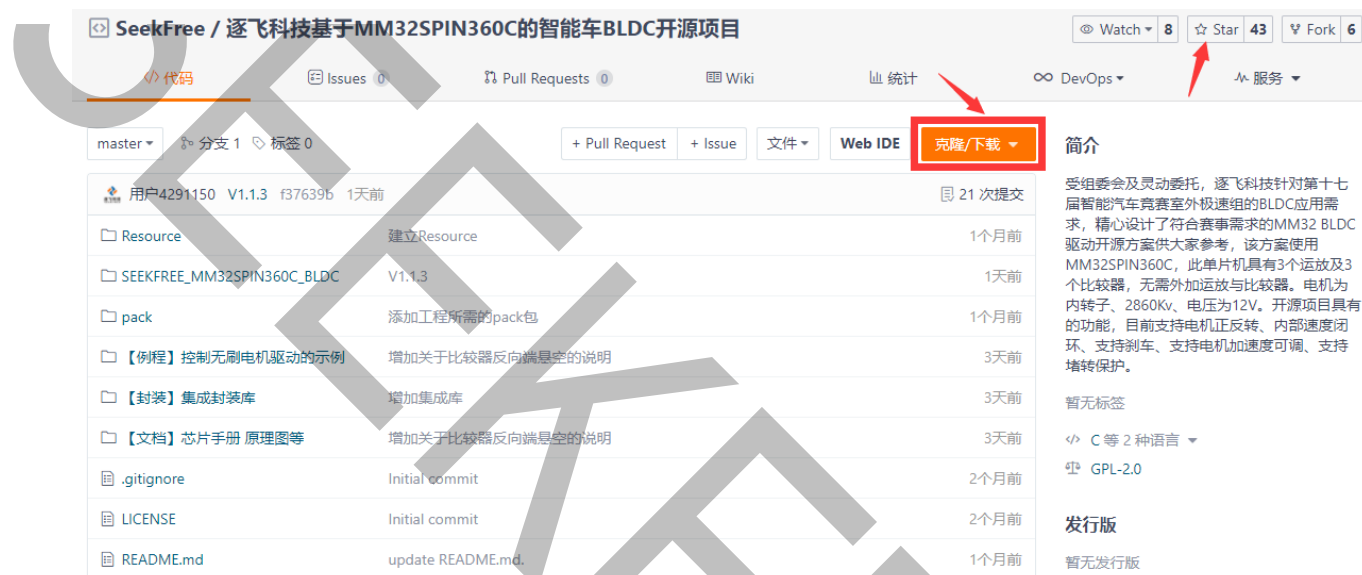 SeekFree / 逐飞科技基于MM32SPIN360C的智能车BLDC开源项目
Watch 8 Star 43 Fork 6
代码 Issues 0 Pull Requests 0 Wiki 统计 DevOps 服务
master 分支 1 标签 0 + Pull Request + Issue 文件 Web IDE 克隆/下载
用户4291150 V1.1.3 f37639b 1天前 21 次提交
Resource 建立Resource 1个月前
SEEKFREE_MM32SPIN360C_BLDC V1.1.3 1天前
pack 添加工程所需的pack包 1个月前
【例程】控制无刷电机驱动的示例 增加关于比较器反向端悬空的说明 3天前
【封装】集成封装库 增加集成库 3天前
【文档】芯片手册 原理图等 增加关于比较器反向端悬空的说明 3天前
.gitignore Initial commit 2个月前
LICENSE Initial commit 2个月前
README.md update README.md. 1个月前
简介
受组委会及灵动委托，逐飞科技针对第十七
届智能汽车竞赛室外极速组的BLDC应用需
求，精心设计了符合赛事需求的MM32 BLDC
驱动开源方案供大家参考，该方案使用
MM32SPIN360C，此单片机具有3个运放及3
个比较器，无需外加运放与比较器。电机为
内转子、2860Kv、电压为12V。开源项目具有
的功能，目前支持电机正反转、内部速度闭
环、支持刹车、支持电机加速度可调、支持
堵转保护。
暂无标签
C 等 2 种语言
GPL-2.0
发行版
暂无发行版
SEEKFREE